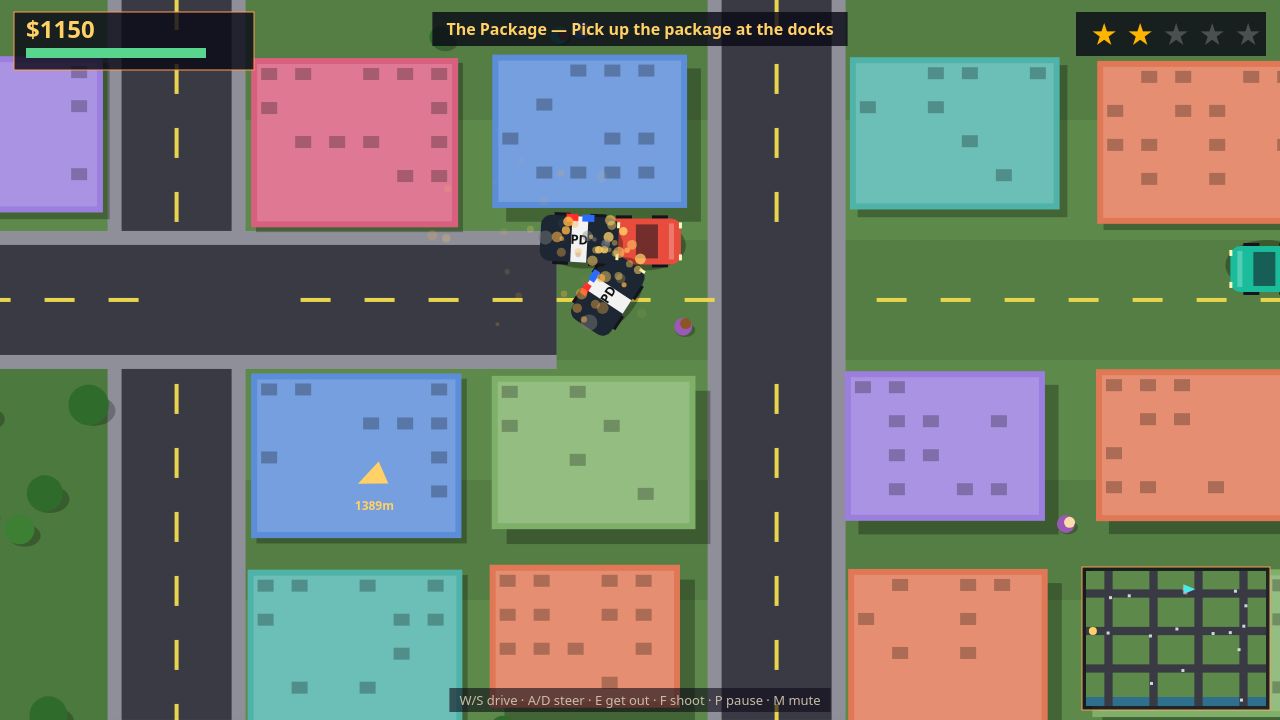 $1150
The Package — Pick up the package at the docks
PD
PD
1389m
W/S drive · A/D steer · E get out · F shoot · P pause · M mute